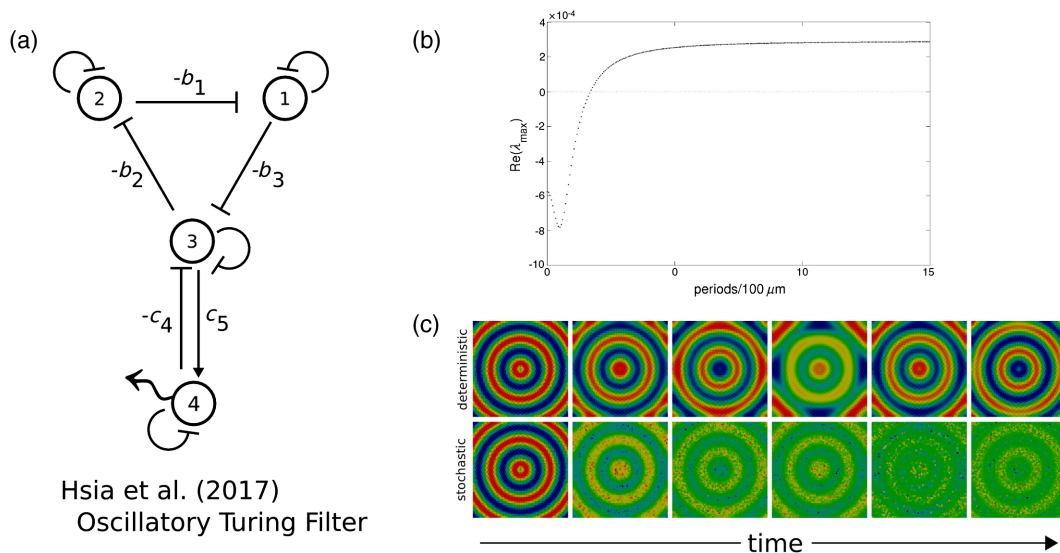 (a)
2
-b1
1
-b2
-b3
3
-c4
c5
4
Hsia et al. (2017)
Oscillatory Turing Filter
(b)
×10-4
4
2
0
-2
-4
-6
-8
-10
Re(λmax)
0
0
10
15
periods/100 μm
(c)
deterministic
stochastic
time